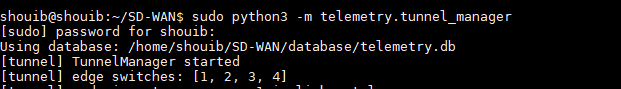 shouib@shouib:~/SD-WAN$ sudo python3 -m telemetry.tunnel_manager
[sudo] password for shouib:
Using database: /home/shouib/SD-WAN/database/telemetry.db
[tunnel] TunnelManager started
[tunnel] edge switches: [1, 2, 3, 4]